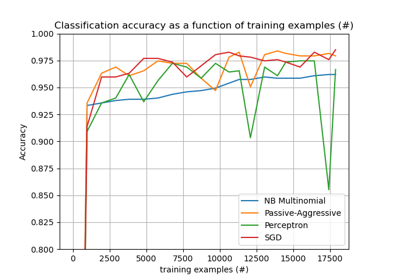 Classification accuracy as a function of training examples (#)
1.000
0.975
0.950
0.925
0.900
0.875
0.850
0.825
0.800
Accuracy
NB Multinomial
Passive-Aggressive
Perceptron
SGD
0 2500 5000 7500 10000 12500 15000 17500
training examples (#)